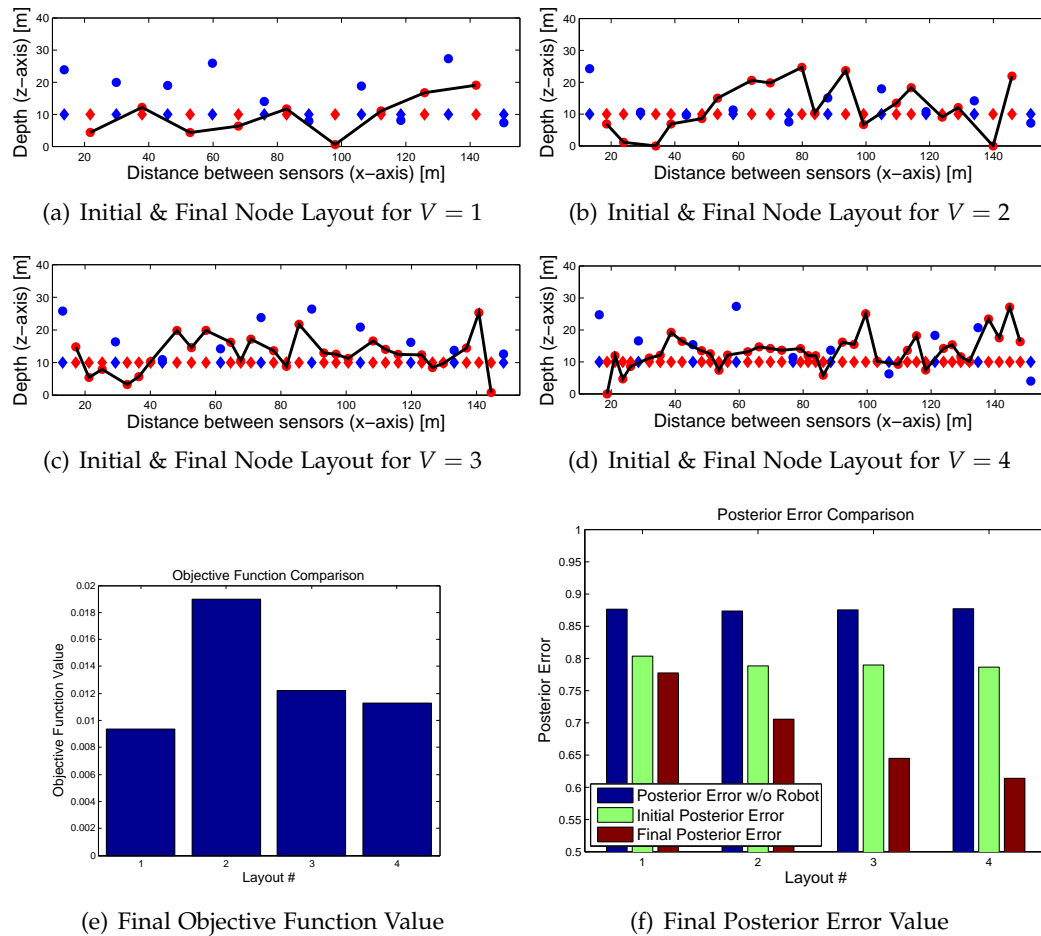 Depth (z−axis) [m]
40
30
20
10
0
20 40 60 80 100 120 140
Distance between sensors (x−axis) [m]
(a) Initial & Final Node Layout for V = 1
Depth (z−axis) [m]
40
30
20
10
0
20 40 60 80 100 120 140
Distance between sensors (x−axis) [m]
(b) Initial & Final Node Layout for V = 2
Depth (z−axis) [m]
40
30
20
10
0
20 40 60 80 100 120 140
Distance between sensors (x−axis) [m]
(c) Initial & Final Node Layout for V = 3
Depth (z−axis) [m]
40
30
20
10
0
20 40 60 80 100 120 140
Distance between sensors (x−axis) [m]
(d) Initial & Final Node Layout for V = 4
Objective Function Comparison
Objective Function Value
0.02
0.018
0.016
0.014
0.012
0.01
0.008
0.006
0.004
0.002
0
1 2 3 4
Layout #
(e) Final Objective Function Value
Posterior Error Comparison
Posterior Error
1
0.95
0.9
0.85
0.8
0.75
0.7
0.65
0.6
0.55
0.5
Posterior Error w/o Robot
Initial Posterior Error
Final Posterior Error
1 2 3 4
Layout #
(f) Final Posterior Error Value